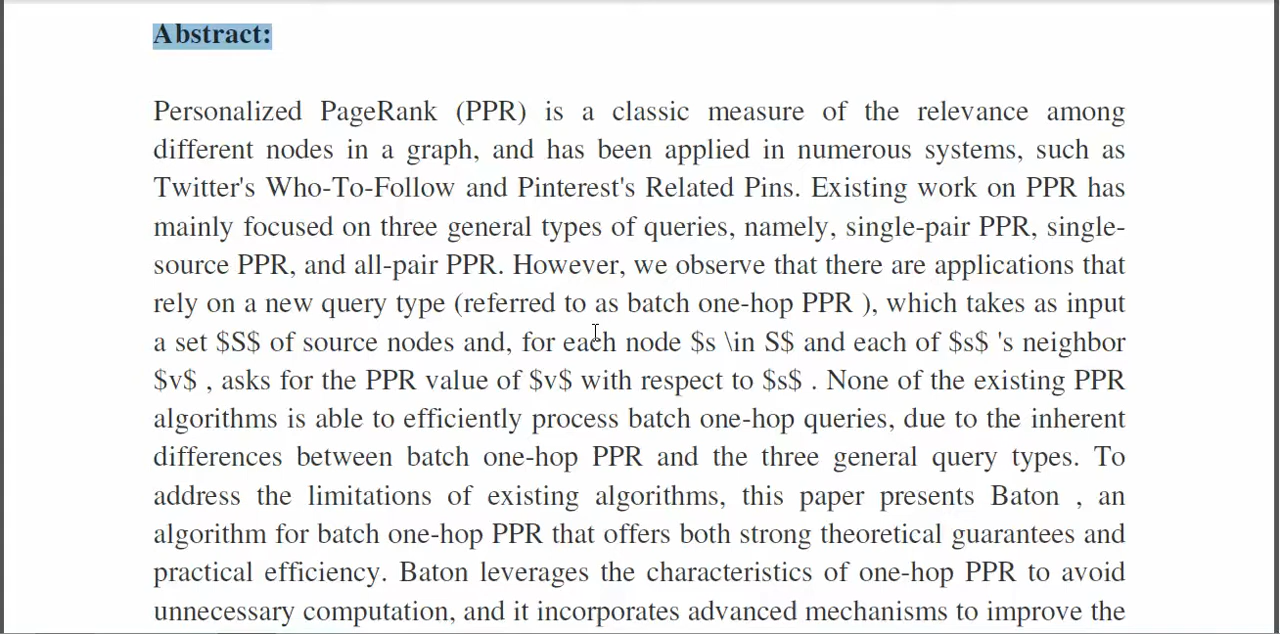 Abstract:
Personalized PageRank (PPR) is a classic measure of the relevance among
different nodes in a graph, and has been applied in numerous systems, such as
Twitter's Who-To-Follow and Pinterest's Related Pins. Existing work on PPR has
mainly focused on three general types of queries, namely, single-pair PPR, single-
source PPR, and all-pair PPR. However, we observe that there are applications that
rely on a new query type (referred to as batch one-hop PPR ), which takes as input
a set $S$ of source nodes and, for each node $s \in S$ and each of $s$ 's neighbor
$v$ , asks for the PPR value of $v$ with respect to $s$ . None of the existing PPR
algorithms is able to efficiently process batch one-hop queries, due to the inherent
differences between batch one-hop PPR and the three general query types. To
address the limitations of existing algorithms, this paper presents Baton , an
algorithm for batch one-hop PPR that offers both strong theoretical guarantees and
practical efficiency. Baton leverages the characteristics of one-hop PPR to avoid
unnecessary computation, and it incorporates advanced mechanisms to improve the